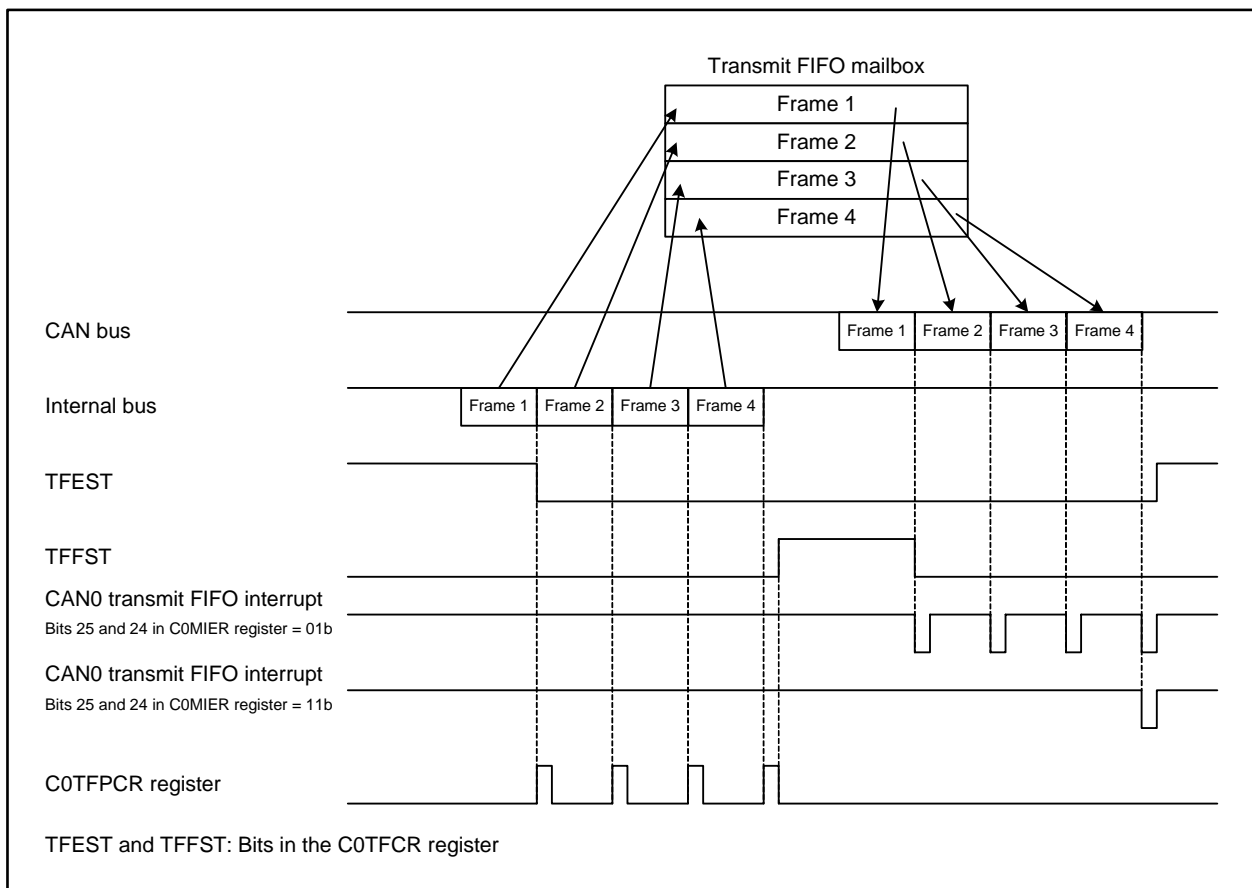 Transmit FIFO mailbox
Frame 1
Frame 2
Frame 3
Frame 4
CAN bus
Frame 1 Frame 2 Frame 3 Frame 4
Internal bus
Frame 1 Frame 2 Frame 3 Frame 4
TFEST
TFFST
CAN0 transmit FIFO interrupt
Bits 25 and 24 in C0MIER register = 01b
CAN0 transmit FIFO interrupt
Bits 25 and 24 in C0MIER register = 11b
C0TFPCR register
TFEST and TFFST: Bits in the C0TFCR register